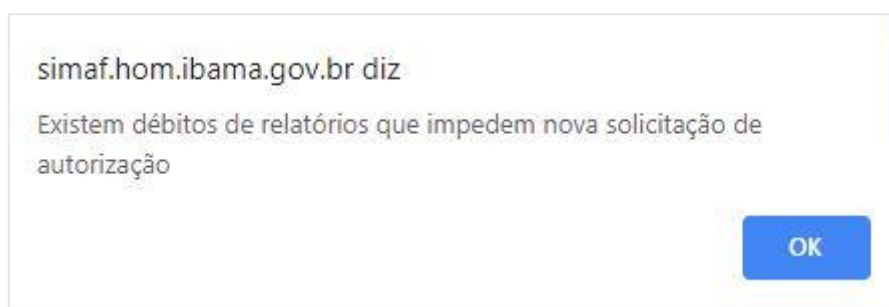 simaf.hom.ibama.gov.br diz
Existem débitos de relatórios que impedem nova solicitação de
autorização
OK